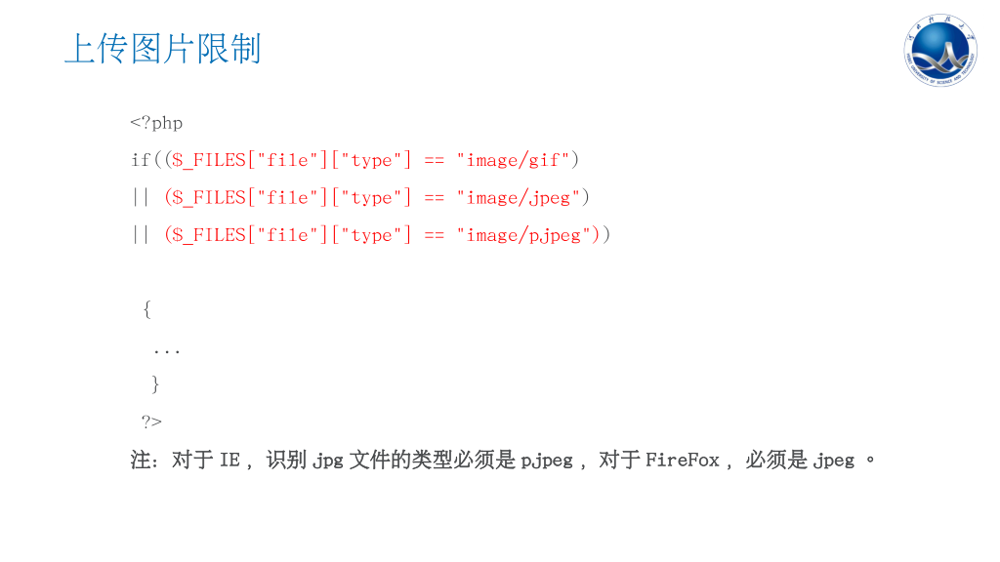 上传图片限制
<?php
if(($_FILES["file"]["type"] == "image/gif")
|| ($_FILES["file"]["type"] == "image/jpeg")
|| ($_FILES["file"]["type"] == "image/pjpeg"))
{
...
}
?>
注：对于 IE ，识别 jpg 文件的类型必须是 pjpeg ，对于 FireFox ，必须是 jpeg 。